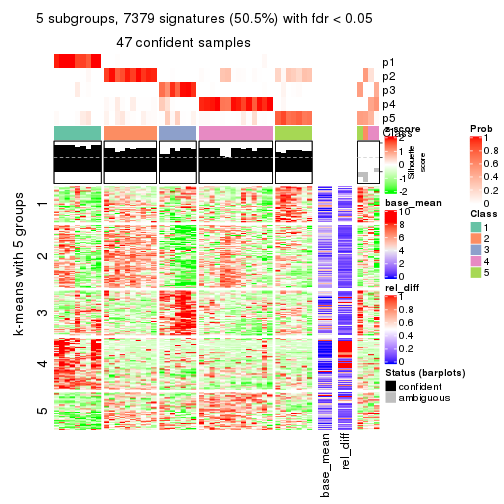 5 subgroups, 7379 signatures (50.5%) with fdr < 0.05
47 confident samples
p1
p2
p3
p4
p5
Class
z-score
2
1
0
-1
-2
Silhouette
score
Prob
1
0.8
0.6
0.4
0.2
0
base_mean
10
8
6
4
2
0
Class
1
2
3
4
5
rel_diff
1
0.8
0.6
0.4
0.2
0
Status (barplots)
confident
ambiguous
k-means with 5 groups
1
2
3
4
5
base_mean
rel_diff